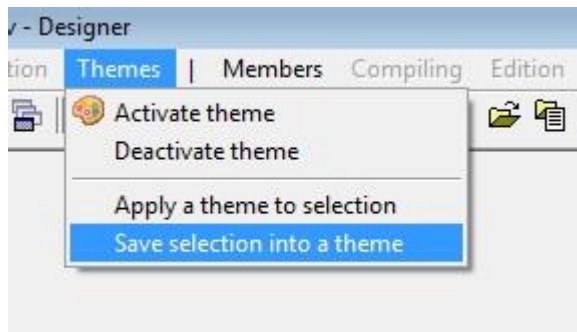 - Designer
Themes | Members Compiling Edition
Activate theme
Deactivate theme
Apply a theme to selection
Save selection into a theme